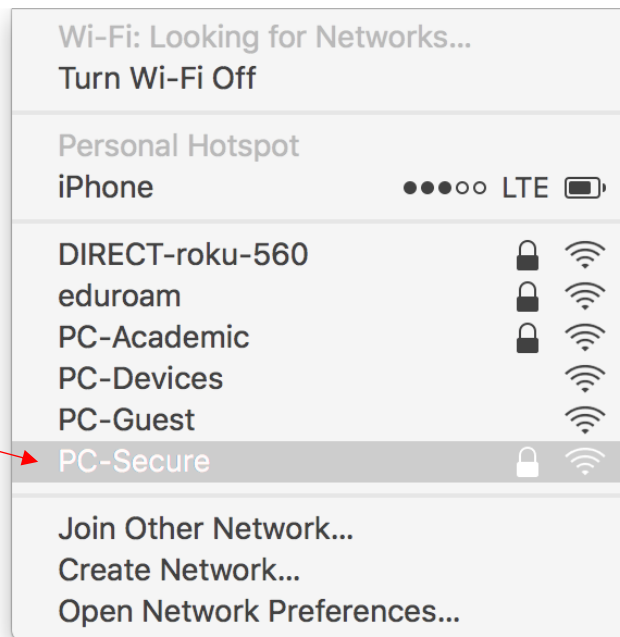 Wi-Fi: Looking for Networks...
Turn Wi-Fi Off
Personal Hotspot
iPhone LTE
DIRECT-roku-560
eduroam
PC-Academic
PC-Devices
PC-Guest
PC-Secure
Join Other Network...
Create Network...
Open Network Preferences...